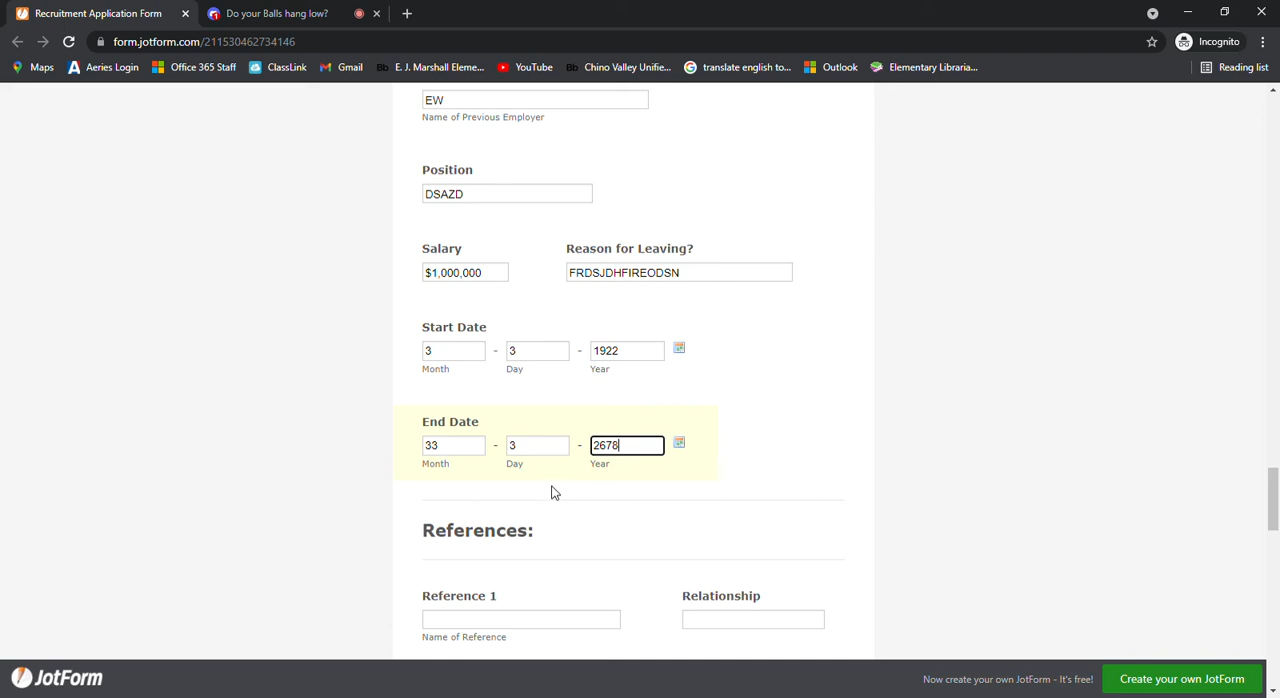 Recruitment Application Form
Do your Balls hang low?
form.jotform.com/211530462734146
Incognito
Maps
Aeries Login
Office 365 Staff
ClassLink
Gmail
Bb E. J. Marshall Eleme...
YouTube
Bb Chino Valley Unifie...
translate english to...
Outlook
Elementary Libraria...
Reading list
EW
Name of Previous Employer
Position
DSAZD
Salary Reason for Leaving?
$1,000,000 FRDSJDHFIREODSN
Start Date
3 - 3 - 1922
Month Day Year
End Date
33 - 3 - 2678
Month Day Year
References:
Reference 1 Relationship
Name of Reference
JotForm
Now create your own JotForm - It's free!
Create your own JotForm